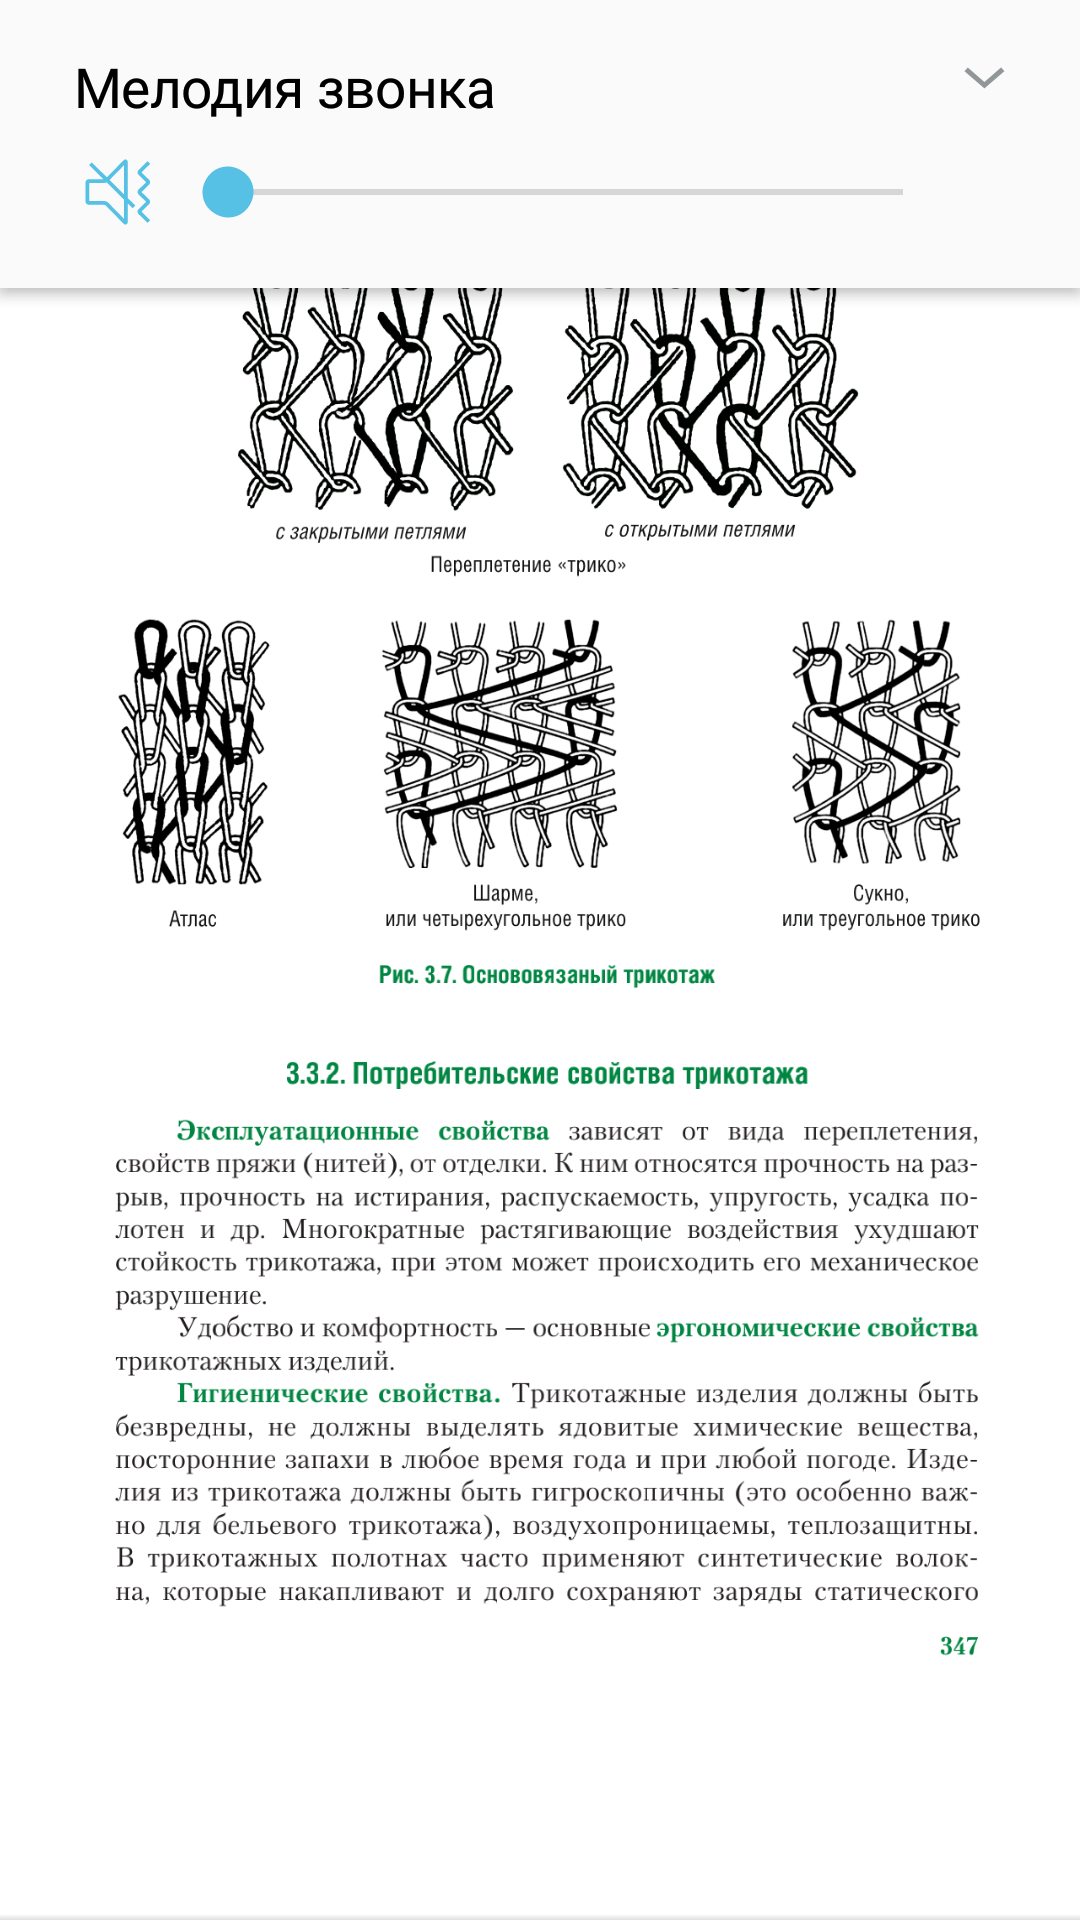 Мелодия звонка
с закрытыми петлями
с открытыми петлями
Переплетение «трико»
Атлас
Шарме,
или четырехугольное трико
Сукно,
или треугольное трико
Рис. 3.7. Основовязаный трикотаж
3.3.2. Потребительские свойства трикотажа
Эксплуатационные свойства зависят от вида переплетения,
свойств пряжи (нитей), от отделки. К ним относятся прочность на раз-
рыв, прочность на истирания, распускаемость, упругость, усадка по-
лотен и др. Многократные растягивающие воздействия ухудшают
стойкость трикотажа, при этом может происходить его механическое
разрушение.
Удобство и комфортность — основные эргономические свойства
трикотажных изделий.
Гигиенические свойства. Трикотажные изделия должны быть
безвредны, не должны выделять ядовитые химические вещества,
посторонние запахи в любое время года и при любой погоде. Изде-
лия из трикотажа должны быть гигроскопичны (это особенно важ-
но для бельевого трикотажа), воздухопроницаемы, теплозащитны.
В трикотажных полотнах часто применяют синтетические волок-
на, которые накапливают и долго сохраняют заряды статического
347